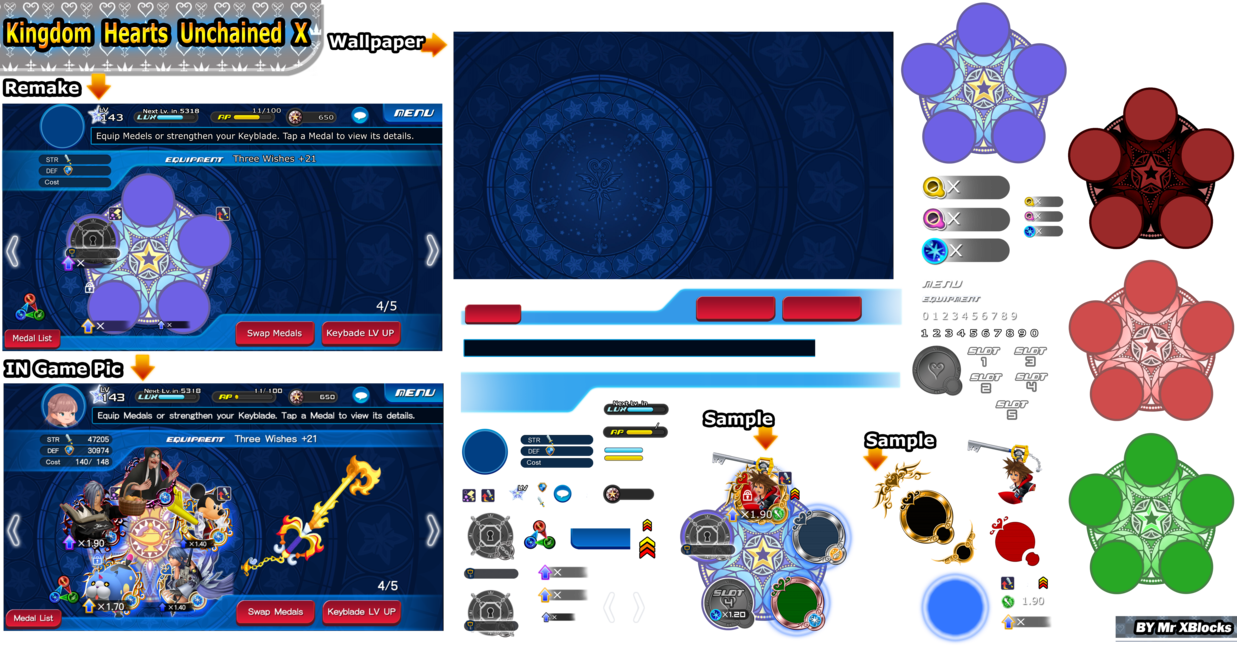 Kingdom Hearts Unchained X
Wallpaper
Remake
LV
143
Next Lv. in 5318
LUX
AP
11/100
650
MENU
Equip Medels or strengthen your Keyblade. Tap a Medal to view its details.
STR
DEF
Cost
EQUIPMENT Three Wishes +21
X
X
X
4/5
Medal List
Swap Medals
Keybade LV UP
IN Game Pic
LV
143
Next Lv. in 5318
LUX
AP
11/100
650
MENU
Equip Medals or strengthen your Keyblade. Tap a Medal to view its details.
STR 47205
DEF 30974
Cost 140/ 148
EQUIPMENT Three Wishes +21
×1.90
×1.40
×1.70
×1.40
4/5
Medal List
Swap Medals
Keyblade LV UP
Next Lv. in
LUX
AP
STR
DEF
Cost
LV
X
X
X
Sample
×1.90
SLOT
4
X1.20
Sample
1.90
X
X
X
X
X
X
X
MENU
EQUIPMENT
0 1 2 3 4 5 6 7 8 9
1 2 3 4 5 6 7 8 9 0
SLOT
1
SLOT
3
SLOT
2
SLOT
4
SLOT
5
BY Mr XBlocks